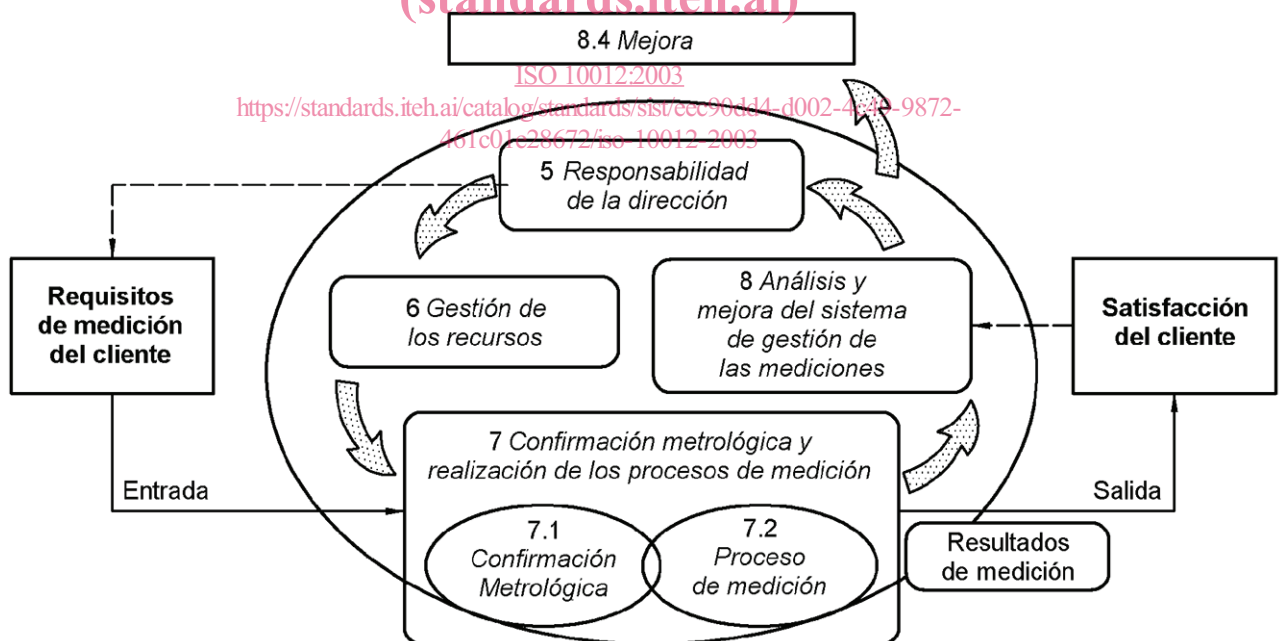 (standards.iteh.ai)
8.4 Mejora
ISO 10012:2003
https://standards.iteh.ai/catalog/standards/sist/eec90dd4-d002-4c49-9872-
461c01e28672/iso-10012-2003
5 Responsabilidad
de la dirección
Requisitos
de medición
del cliente
6 Gestión de
los recursos
8 Análisis y
mejora del sistema
de gestión de
las mediciones
Satisfacción
del cliente
7 Confirmación metrológica y
realización de los procesos de medición
Entrada
Salida
7.1
Confirmación
Metrológica
7.2
Proceso
de medición
Resultados
de medición